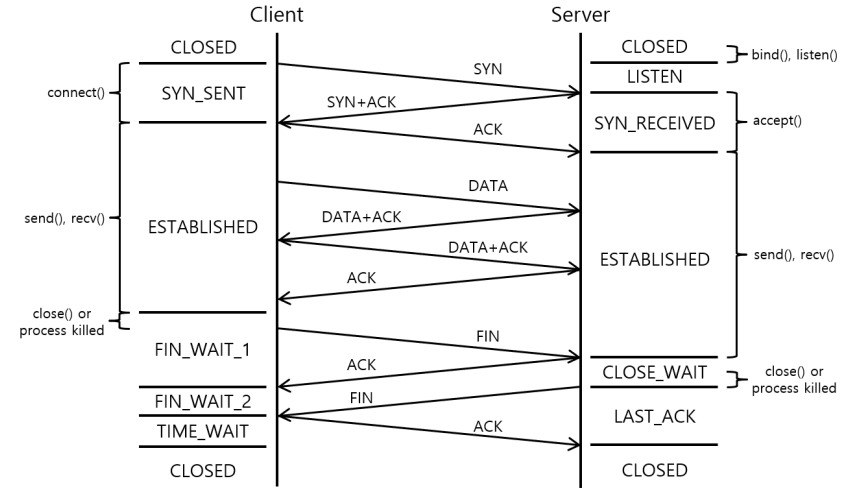 Client
Server
CLOSED
CLOSED
bind(), listen()
SYN
LISTEN
connect()
SYN_SENT
SYN+ACK
SYN_RECEIVED
accept()
ACK
DATA
send(), recv()
ESTABLISHED
DATA+ACK
DATA+ACK
ESTABLISHED
send(), recv()
ACK
close() or
process killed
FIN
FIN_WAIT_1
ACK
CLOSE_WAIT
close() or
process killed
FIN_WAIT_2
FIN
LAST_ACK
TIME_WAIT
ACK
CLOSED
CLOSED